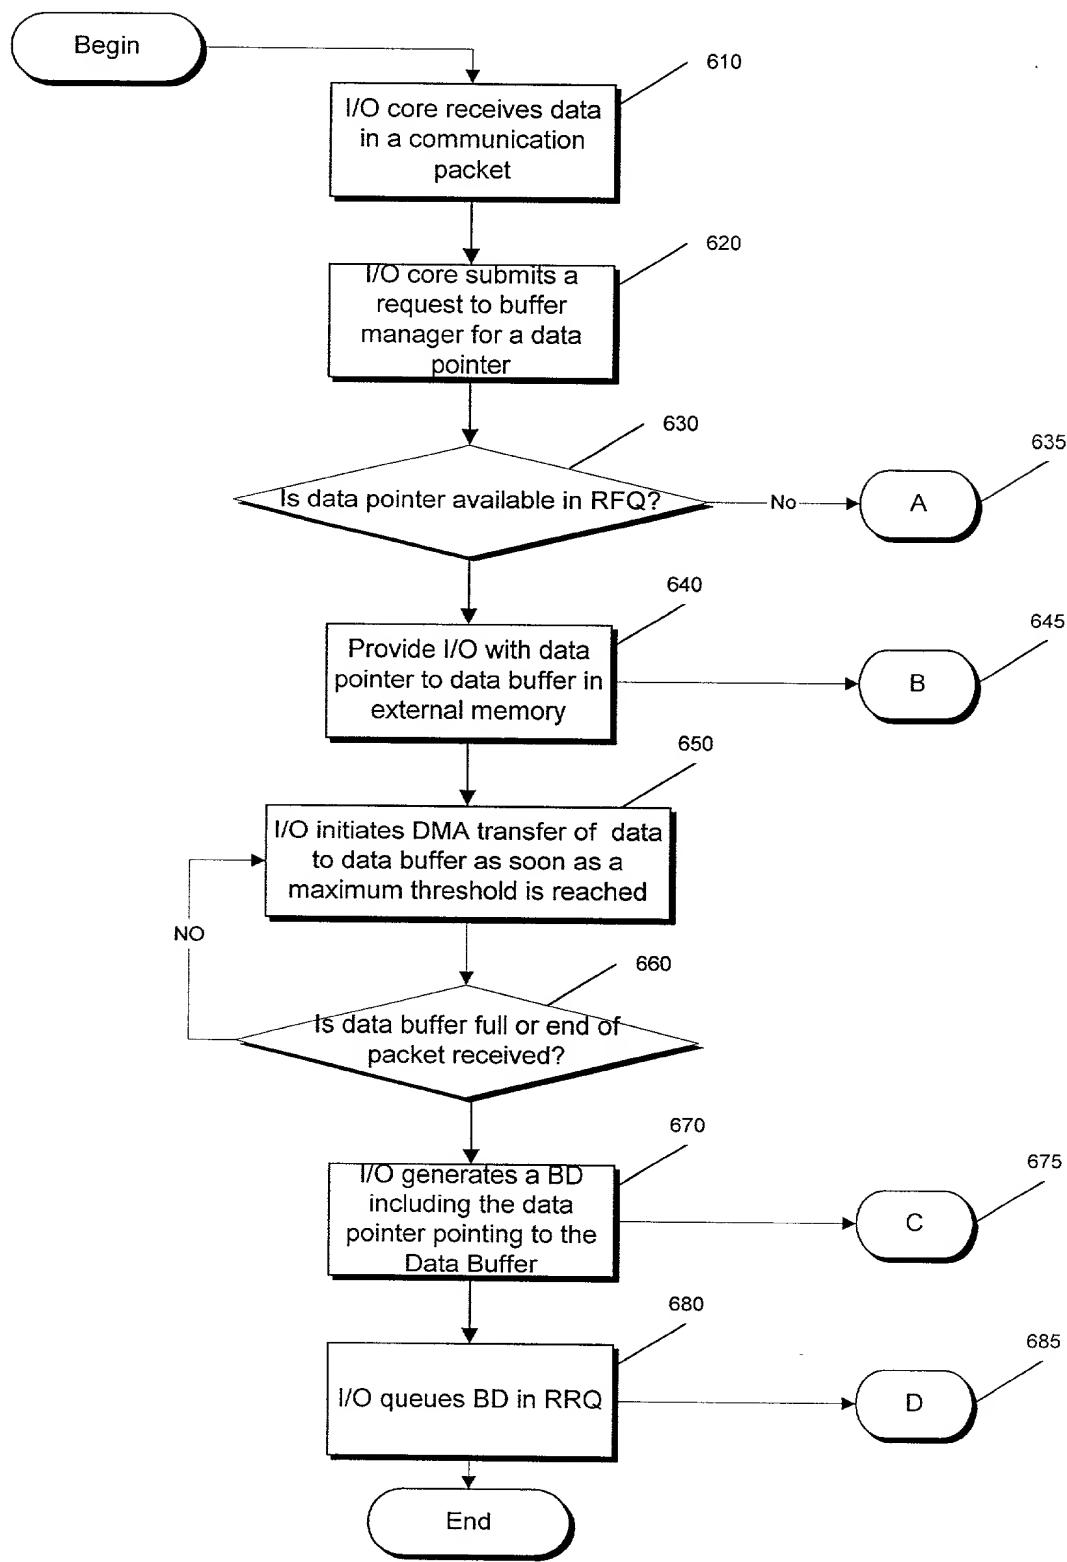 Begin
610
I/O core receives data
in a communication
packet
620
I/O core submits a
request to buffer
manager for a data
pointer
630
635
Is data pointer available in RFQ?
No
A
640
645
Provide I/O with data
pointer to data buffer in
external memory
B
650
I/O initiates DMA transfer of data
to data buffer as soon as a
maximum threshold is reached
NO
660
Is data buffer full or end of
packet received?
670
675
I/O generates a BD
including the data
pointer pointing to the
Data Buffer
C
680
685
I/O queues BD in RRQ
D
End